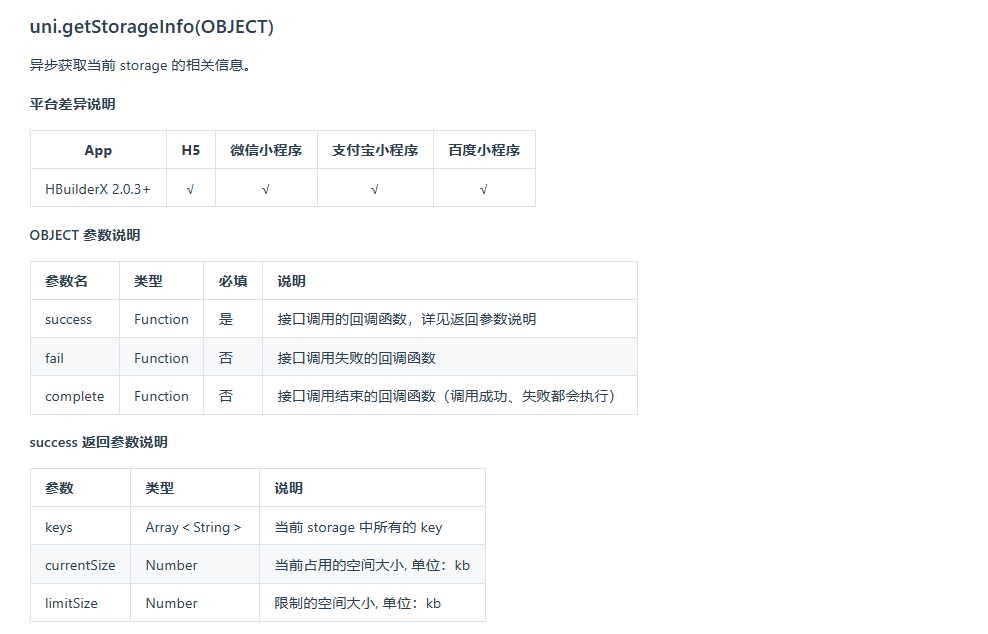 uni.getStorageInfo(OBJECT)
异步获取当前 storage 的相关信息。
平台差异说明
App H5 微信小程序 支付宝小程序 百度小程序
HBuilderX 2.0.3+ √ √ √ √
OBJECT 参数说明
参数名 类型 必填 说明
success Function 是 接口调用的回调函数，详见返回参数说明
fail Function 否 接口调用失败的回调函数
complete Function 否 接口调用结束的回调函数（调用成功、失败都会执行）
success 返回参数说明
参数 类型 说明
keys Array < String > 当前 storage 中所有的 key
currentSize Number 当前占用的空间大小, 单位：kb
limitSize Number 限制的空间大小, 单位：kb